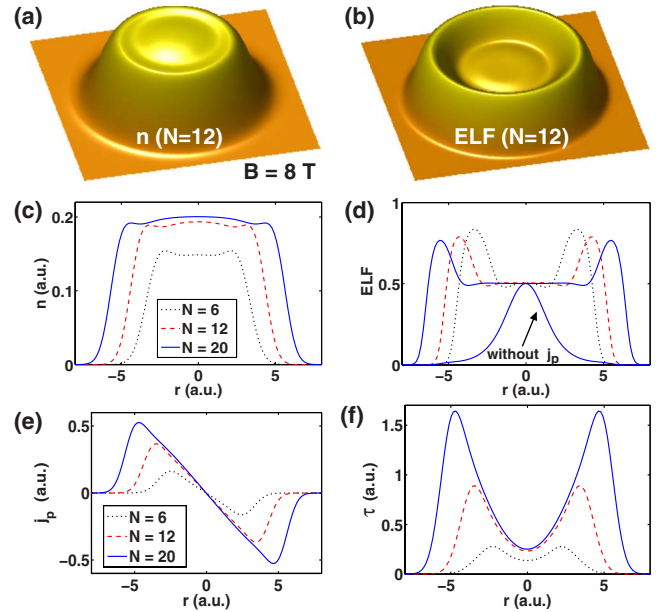 (a)
n (N=12)
B = 8 T
(b)
ELF (N=12)
(c)
n (a.u.)
0.2
0.1
0
N = 6
N = 12
N = 20
−5 0 5
r (a.u.)
(d)
ELF
1
0.5
0
without jp
−5 0 5
r (a.u.)
(e)
jp (a.u.)
0.5
0
−0.5
N = 6
N = 12
N = 20
−5 0 5
r (a.u.)
(f)
τ (a.u.)
1.5
1
0.5
0
−5 0 5
r (a.u.)